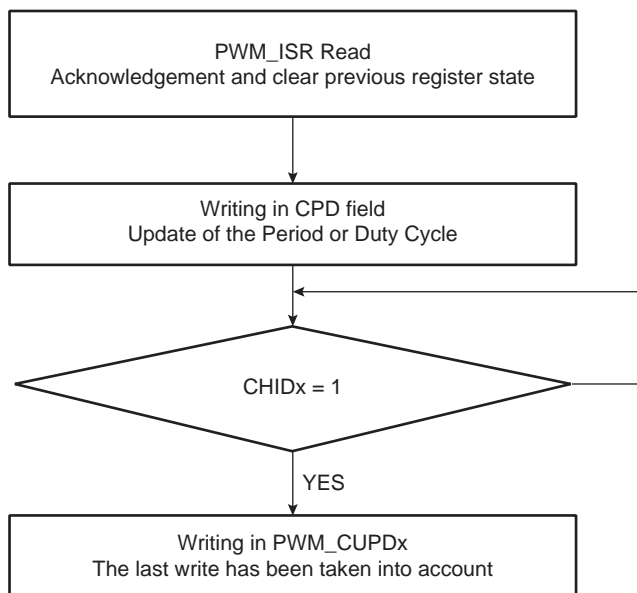 PWM_ISR Read
Acknowledgement and clear previous register state
Writing in CPD field
Update of the Period or Duty Cycle
CHIDx = 1
YES
Writing in PWM_CUPDx
The last write has been taken into account